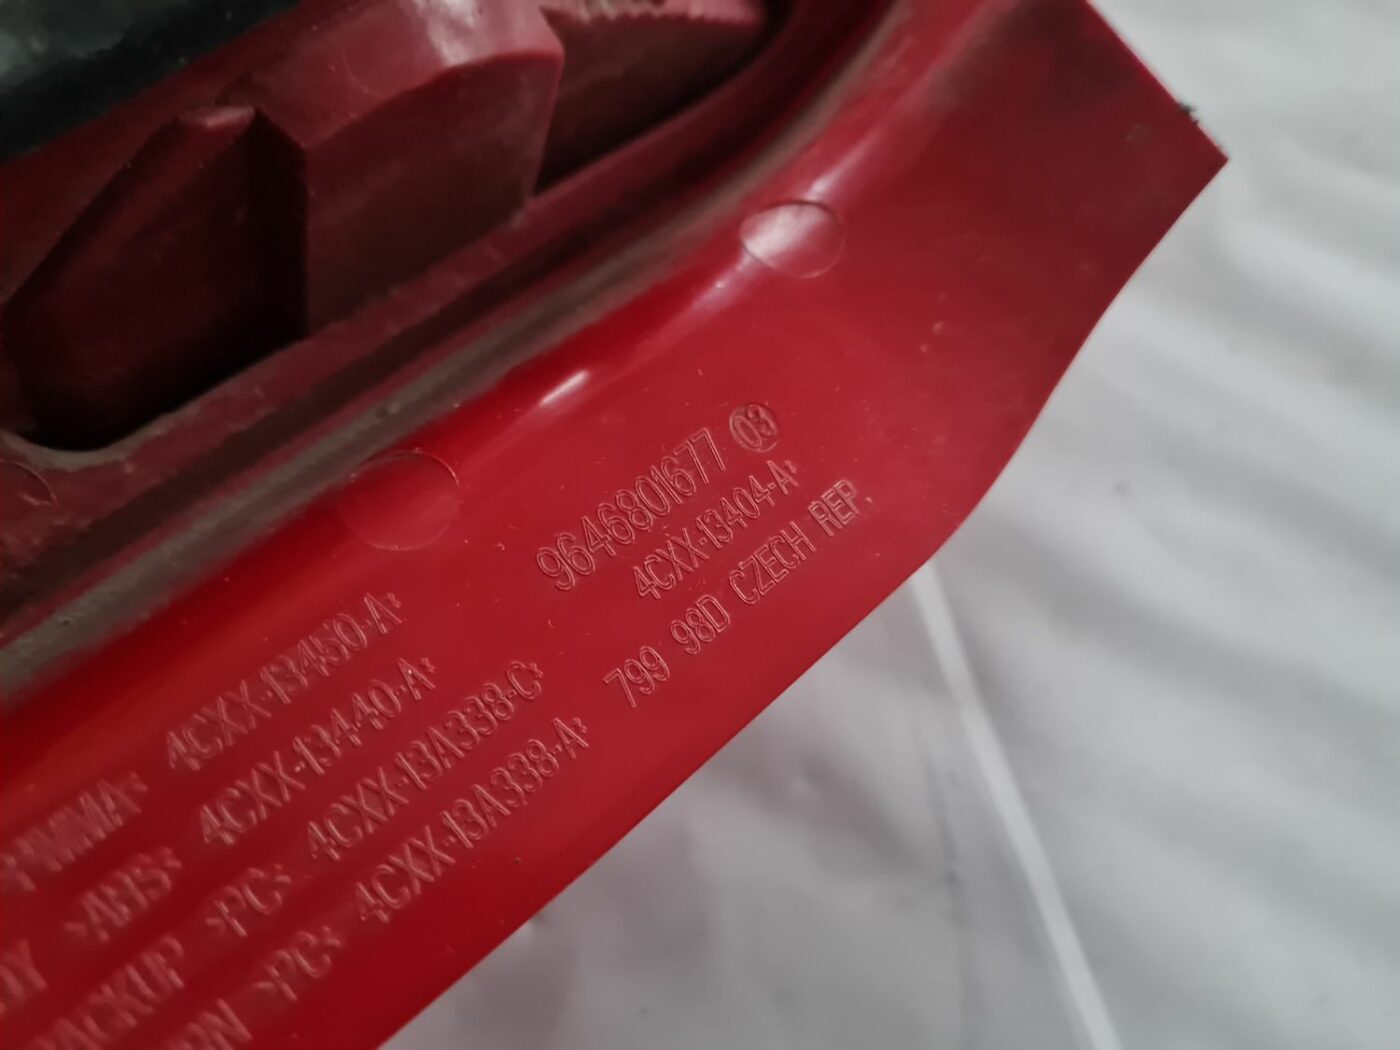 9646801677 03
4CXX-13404-A
799 98D CZECH REP.
PMMA 4CXX-13450-A
4CXX-13440-A
BACKUP >PC< 4CXX-13A338-C
>PC< 4CXX-13A338-A